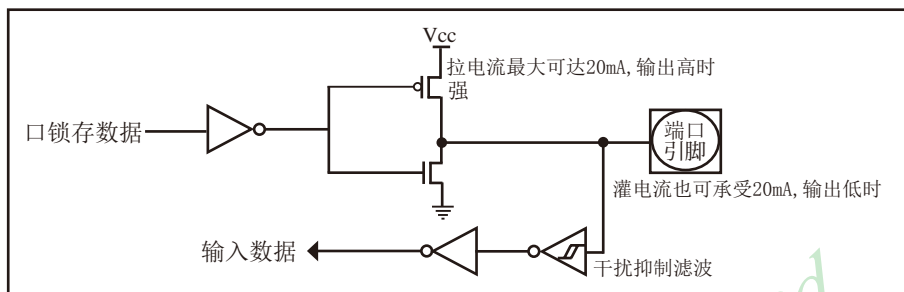 Vcc
拉电流最大可达20mA,输出高时
强
口锁存数据
端口
引脚
灌电流也可承受20mA,输出低时
输入数据
干扰抑制滤波